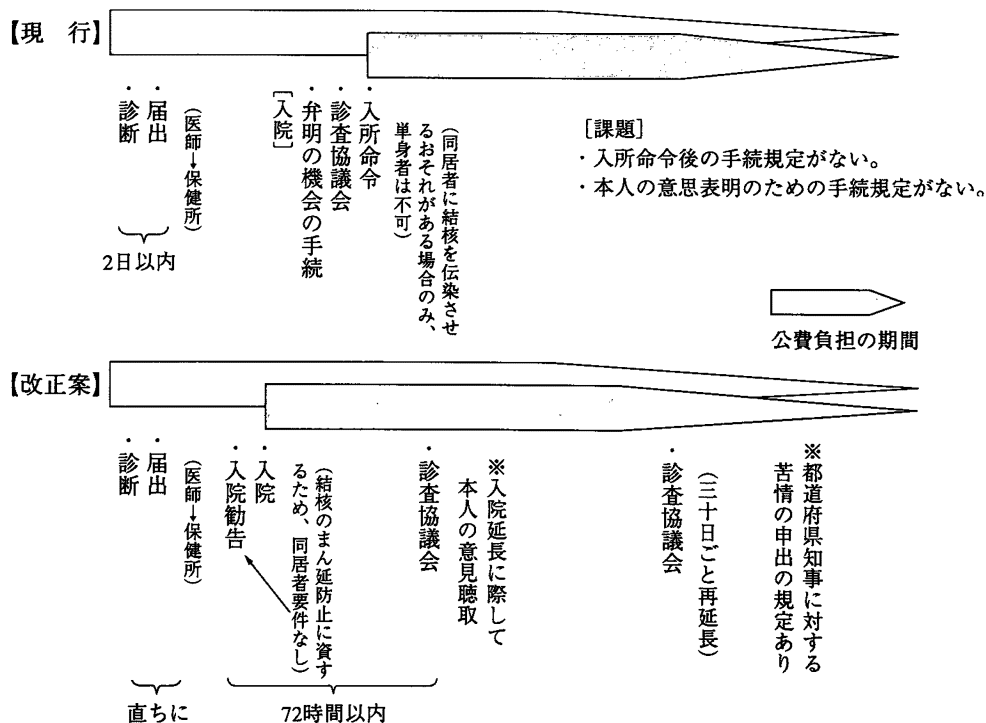 【現　行】
・診断
・届出
（医師→保健所）
2日以内
［入院］
・弁明の機会の手続
・診査協議会
・入所命令
（同居者に結核を伝染させ
るおそれがある場合のみ、
単身者は不可）
［課題］
・入所命令後の手続規定がない。
・本人の意思表明のための手続規定がない。
公費負担の期間
【改正案】
・診断
・届出
（医師→保健所）
直ちに
・入院勧告
・入院
（結核のまん延防止に資す
るため、同居者要件なし）
72時間以内
・診査協議会
※入院延長に際して
本人の意見聴取
・診査協議会
（三十日ごと再延長）
※都道府県知事に対する
苦情の申出の規定あり